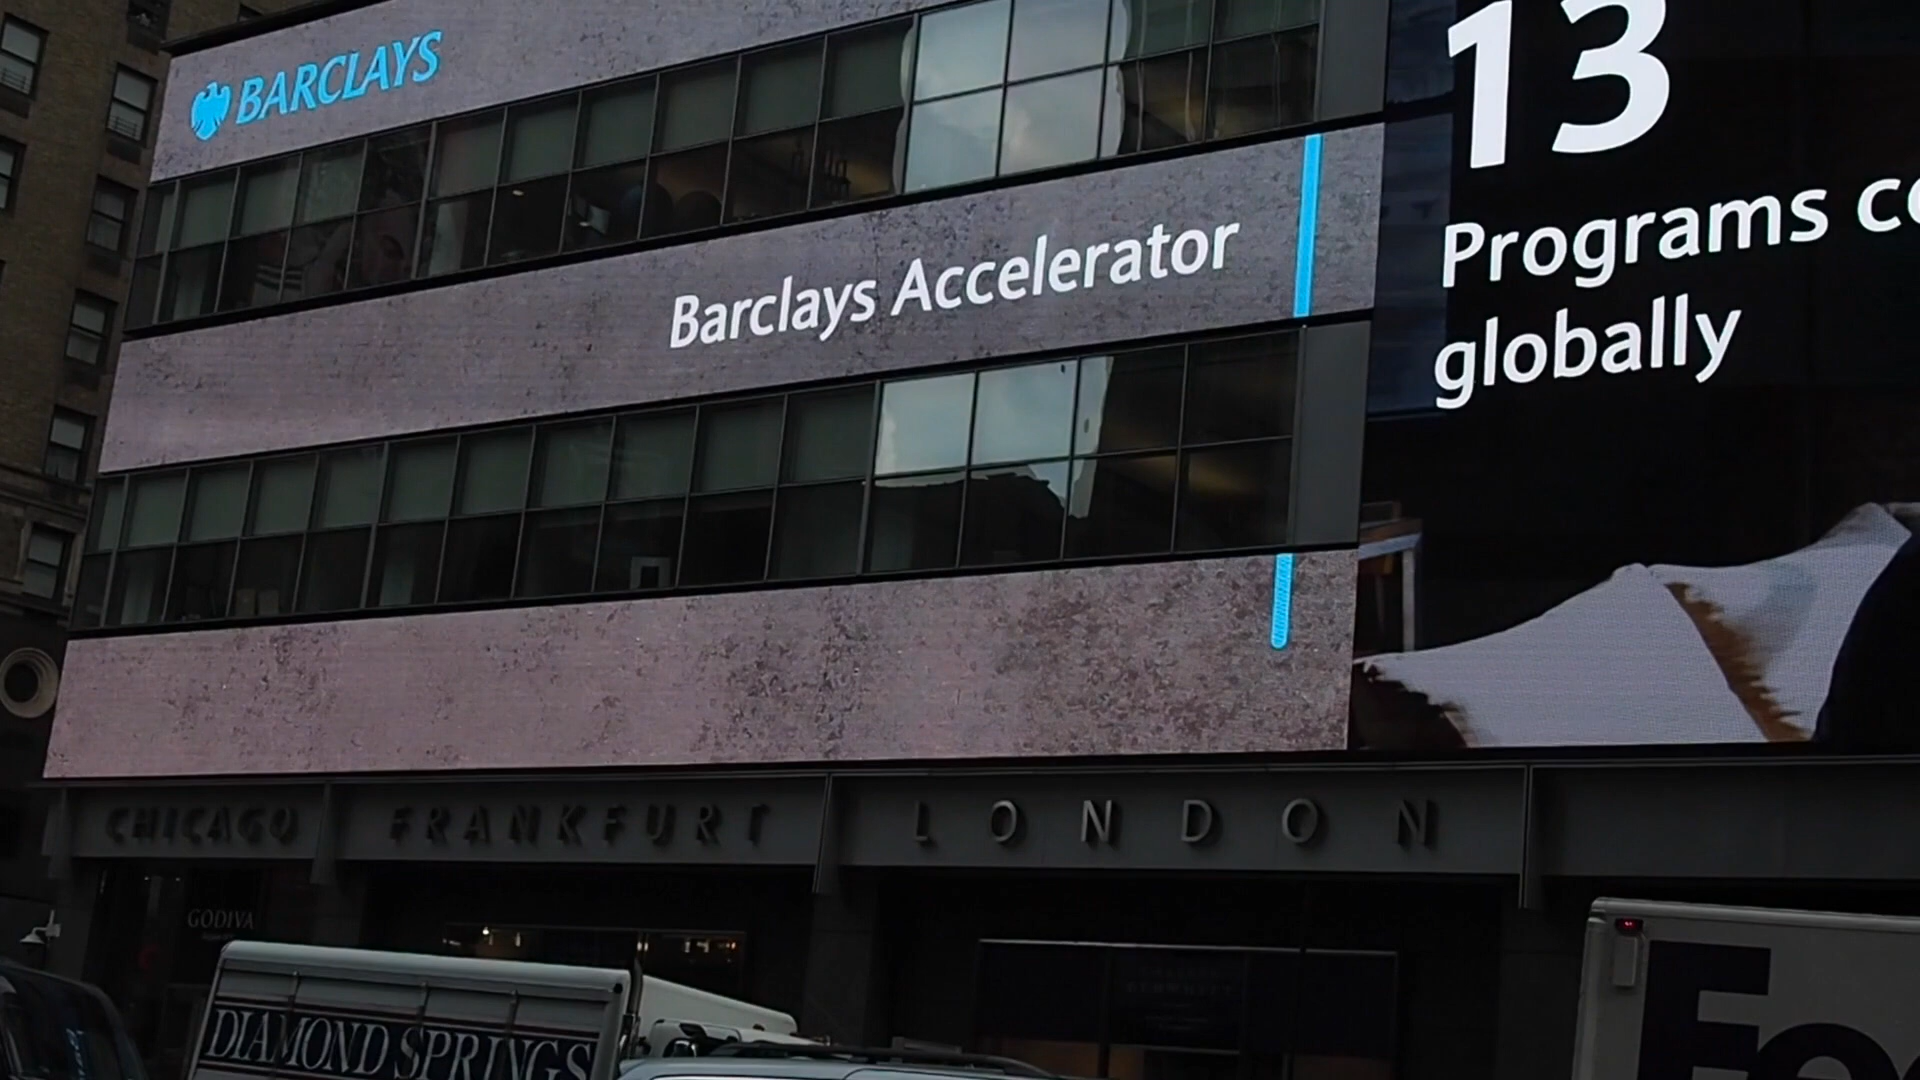 BARCLAYS
Barclays Accelerator
13
Programs
globally
CHICAGO
FRANKFURT
LONDON
GODIVA
DIAMOND SPRINGS